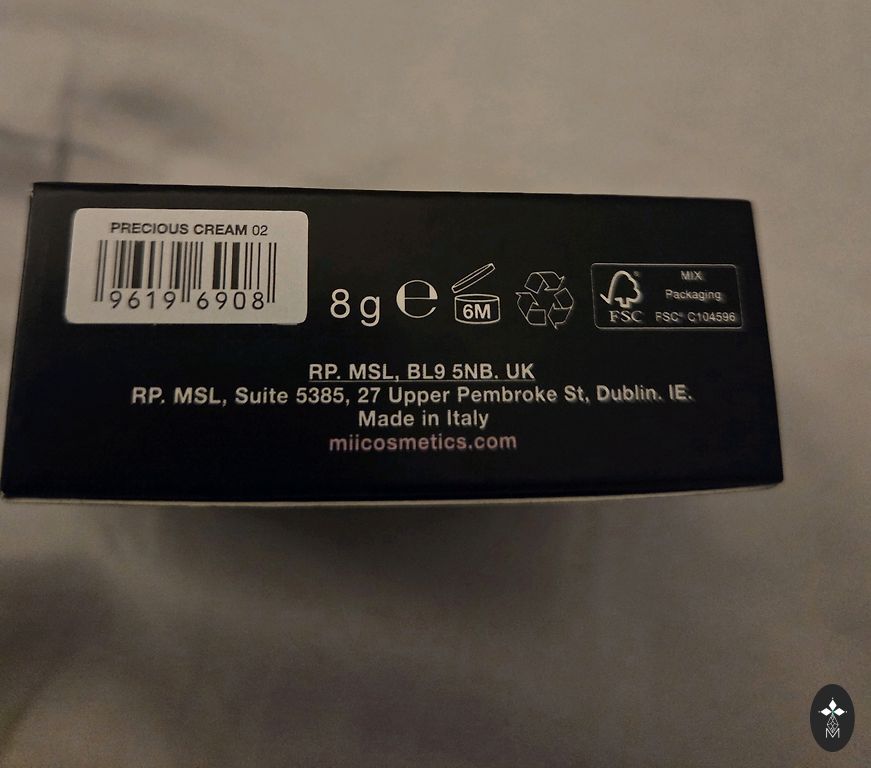 PRECIOUS CREAM 02
9619 6908
8 g e
6M
FSC
MIX
Packaging
FSC® C104596
RP. MSL, BL9 5NB. UK
RP. MSL, Suite 5385, 27 Upper Pembroke St, Dublin. IE.
Made in Italy
miicosmetics.com
M